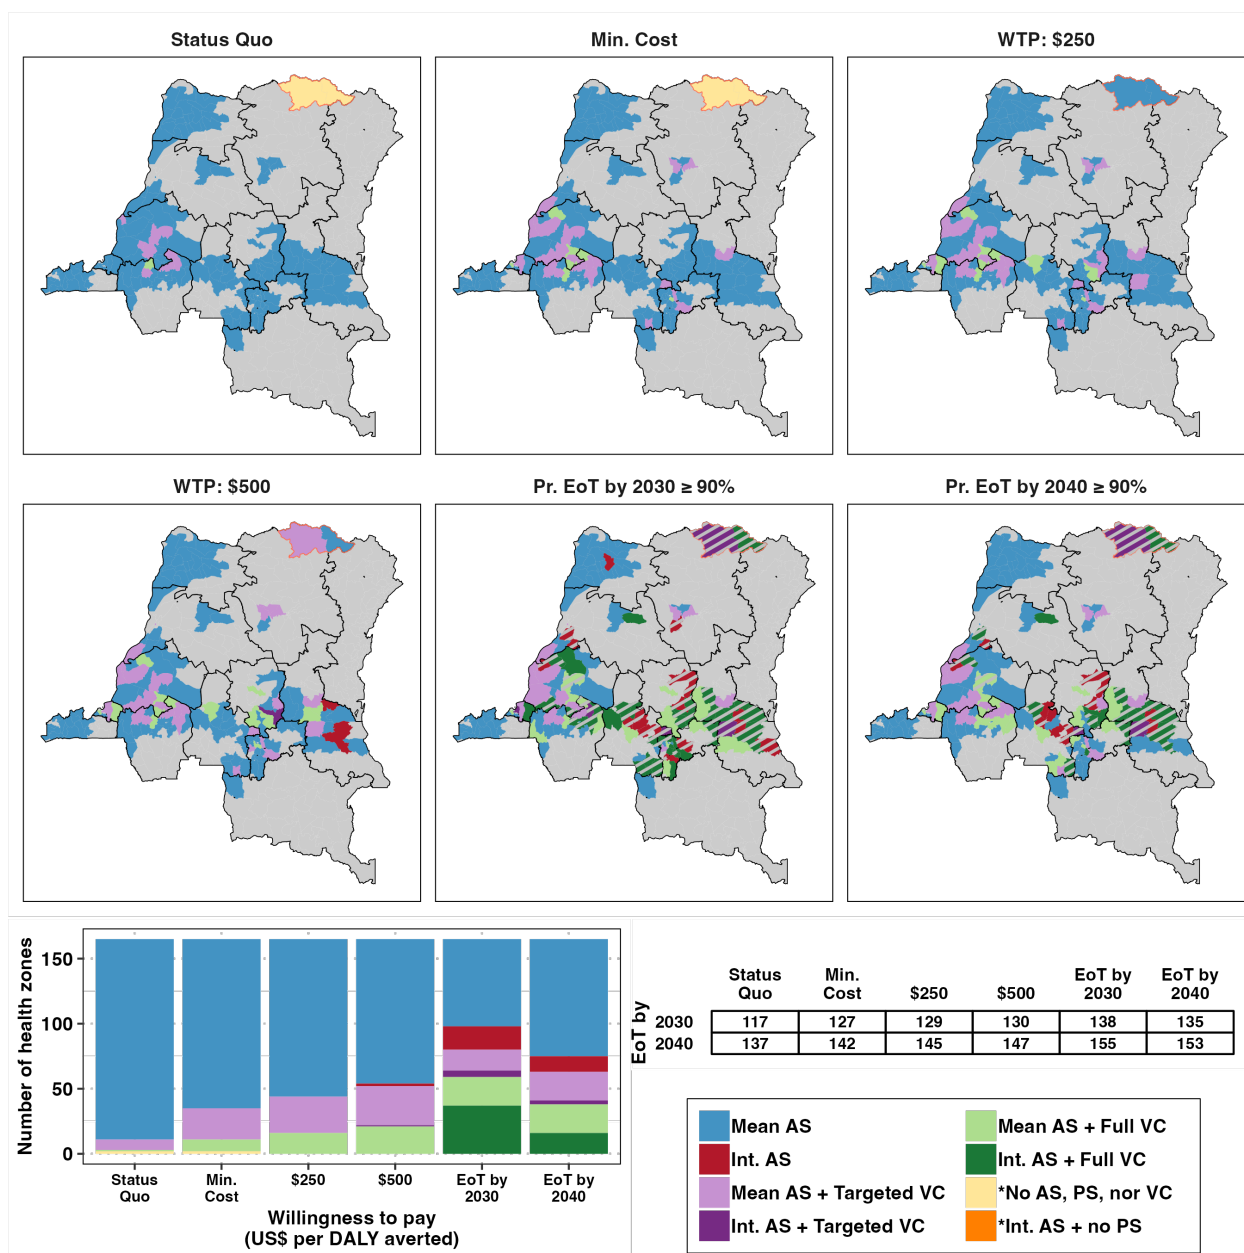 Status Quo
Min. Cost
WTP: $250
WTP: $500
Pr. EoT by 2030 ≥ 90%
Pr. EoT by 2040 ≥ 90%
Number of health zones
150
100
50
0
Status
Quo
Min.
Cost
$250
$500
EoT by
2030
EoT by
2040
Willingness to pay
(US$ per DALY averted)
Status
Quo
Min.
Cost
$250
$500
EoT by
2030
EoT by
2040
EoT by
2030 117 127 129 130 138 135
2040 137 142 145 147 155 153
Mean AS
Int. AS
Mean AS + Targeted VC
Int. AS + Targeted VC
Mean AS + Full VC
Int. AS + Full VC
*No AS, PS, nor VC
*Int. AS + no PS